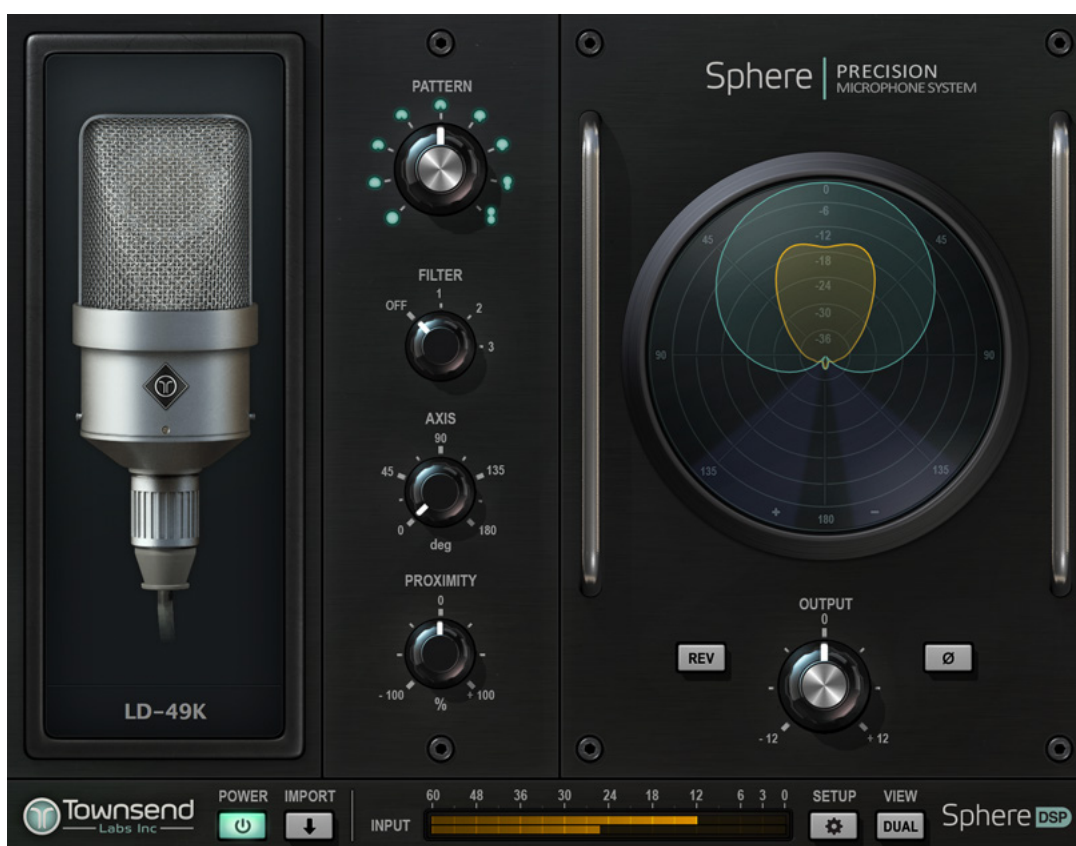 PATTERN
Sphere | PRECISION
MICROPHONE SYSTEM
FILTER
OFF 1 2 3
AXIS
0 45 90 135 180
deg
PROXIMITY
0
- 100 % + 100
0
-6
-12
-18
-24
-30
-36
45 45
90 90
135 135
+ 180 −
OUTPUT
0
REV Ø
- 12 + 12
LD-49K
Townsend
Labs Inc
POWER IMPORT
INPUT
60 48 36 30 24 18 12 6 3 0
SETUP VIEW
DUAL
Sphere DSP